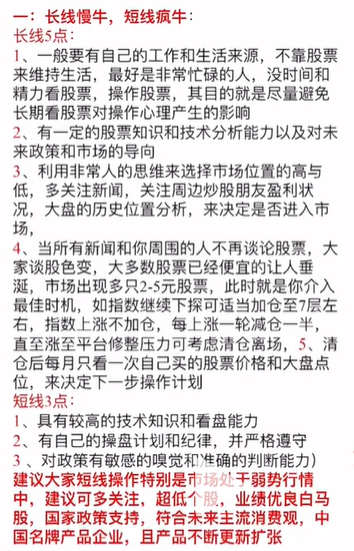 一：长线慢牛，短线疯牛：
长线5点：
1、一般要有自己的工作和生活来源，不靠股票
来维持生活，最好是非常忙碌的人，没时间和
精力看股票，操作股票，其目的就是尽量避免
长期看股票对操作心理产生的影响
2、有一定的股票知识和技术分析能力以及对未
来政策和市场的导向
3、利用非常人的思维来选择市场位置的高与
低，多关注新闻，关注周边炒股朋友盈利状
况，大盘的历史位置分析，来决定是否进入市
场，
4、当所有新闻和你周围的人不再谈论股票，大
家谈股色变，大多数股票已经便宜的让人垂
涎，市场出现多只2-5元股票，此时就是你介入
最佳时机，如指数继续下探可适当加仓至7层左
右，指数上涨不加仓，每上涨一轮减仓一半，
直至涨至平台修整压力可考虑清仓离场，5、清
仓后每月只看一次自己买的股票价格和大盘点
位，来决定下一步操作计划
短线3点：
1、具有较高的技术知识和看盘能力
2、有自己的操盘计划和纪律，并严格遵守
3 、对政策有敏感的嗅觉和准确的判断能力）
建议大家短线操作特别是市场处于弱势行情
中，建议可多关注，超低个股，业绩优良白马
股，国家政策支持，符合未来主流消费观，中
国名牌产品企业，且产品不断更新扩张